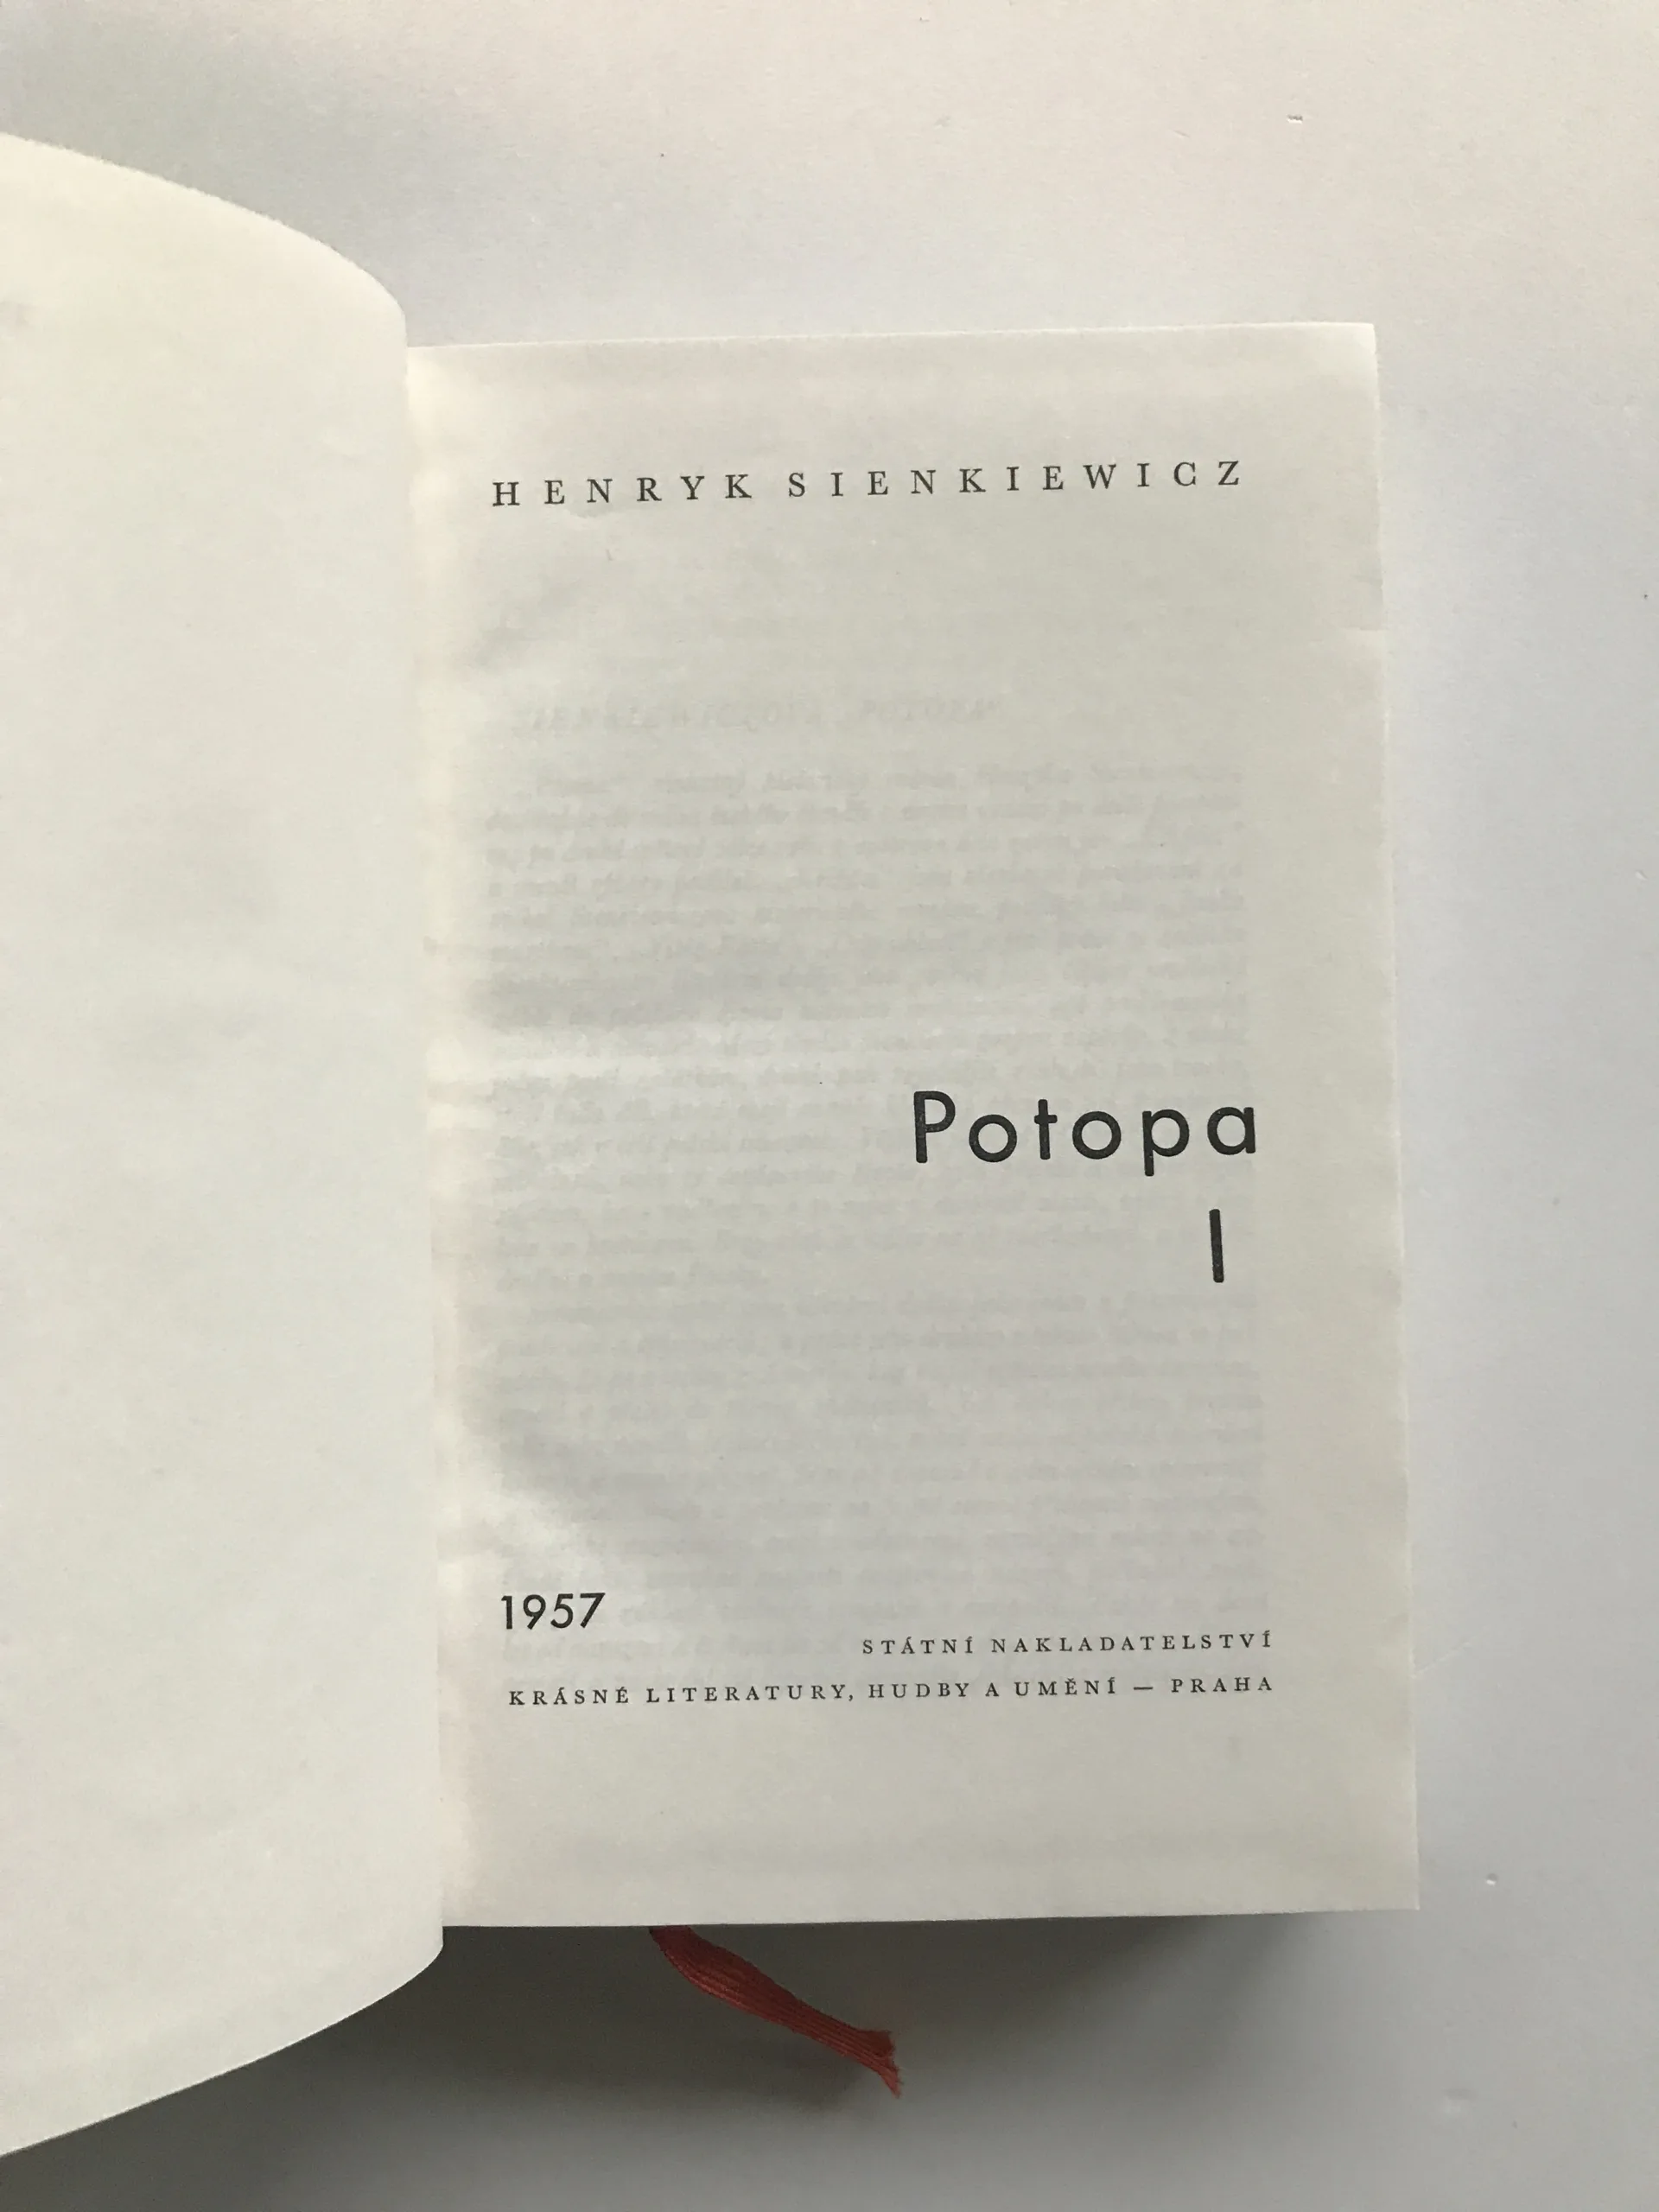 HENRYK SIENKIEWICZ
Potopa
I
1957
STÁTNÍ NAKLADATELSTVÍ
KRÁSNÉ LITERATURY, HUDBY A UMĚNÍ — PRAHA